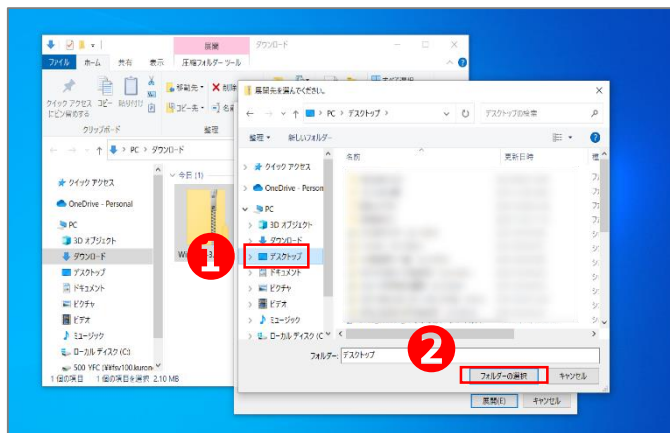 展開
ダウンロード
ファイル
ホーム
共有
表示
圧縮フォルダー ツール
クイック アクセス
にピン留めする
コピー
貼り付け
移動先
削除
コピー先
クリップボード
整理
PC > ダウンロード
クイック アクセス
OneDrive - Personal
PC
3D オブジェクト
ダウンロード
デスクトップ
ドキュメント
ピクチャ
ビデオ
ミュージック
ローカル ディスク (C:)
1 個の項目
1 個の項目を選択 2.10 MB
今日 (1)
1
展開先を選んでください。
PC > デスクトップ >
デスクトップの検索
整理
新しいフォルダー
名前
更新日時
クイック アクセス
OneDrive - Person
PC
3D オブジェクト
ダウンロード
デスクトップ
ドキュメント
ピクチャ
ビデオ
ミュージック
ローカル ディスク (C
2
フォルダー: デスクトップ
フォルダーの選択
キャンセル
展開(E)
キャンセル